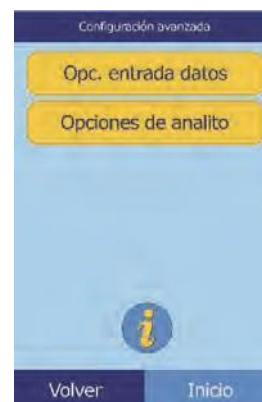 Configuración avanzada
Opc. entrada datos
Opciones de analito
i
Volver Inicio